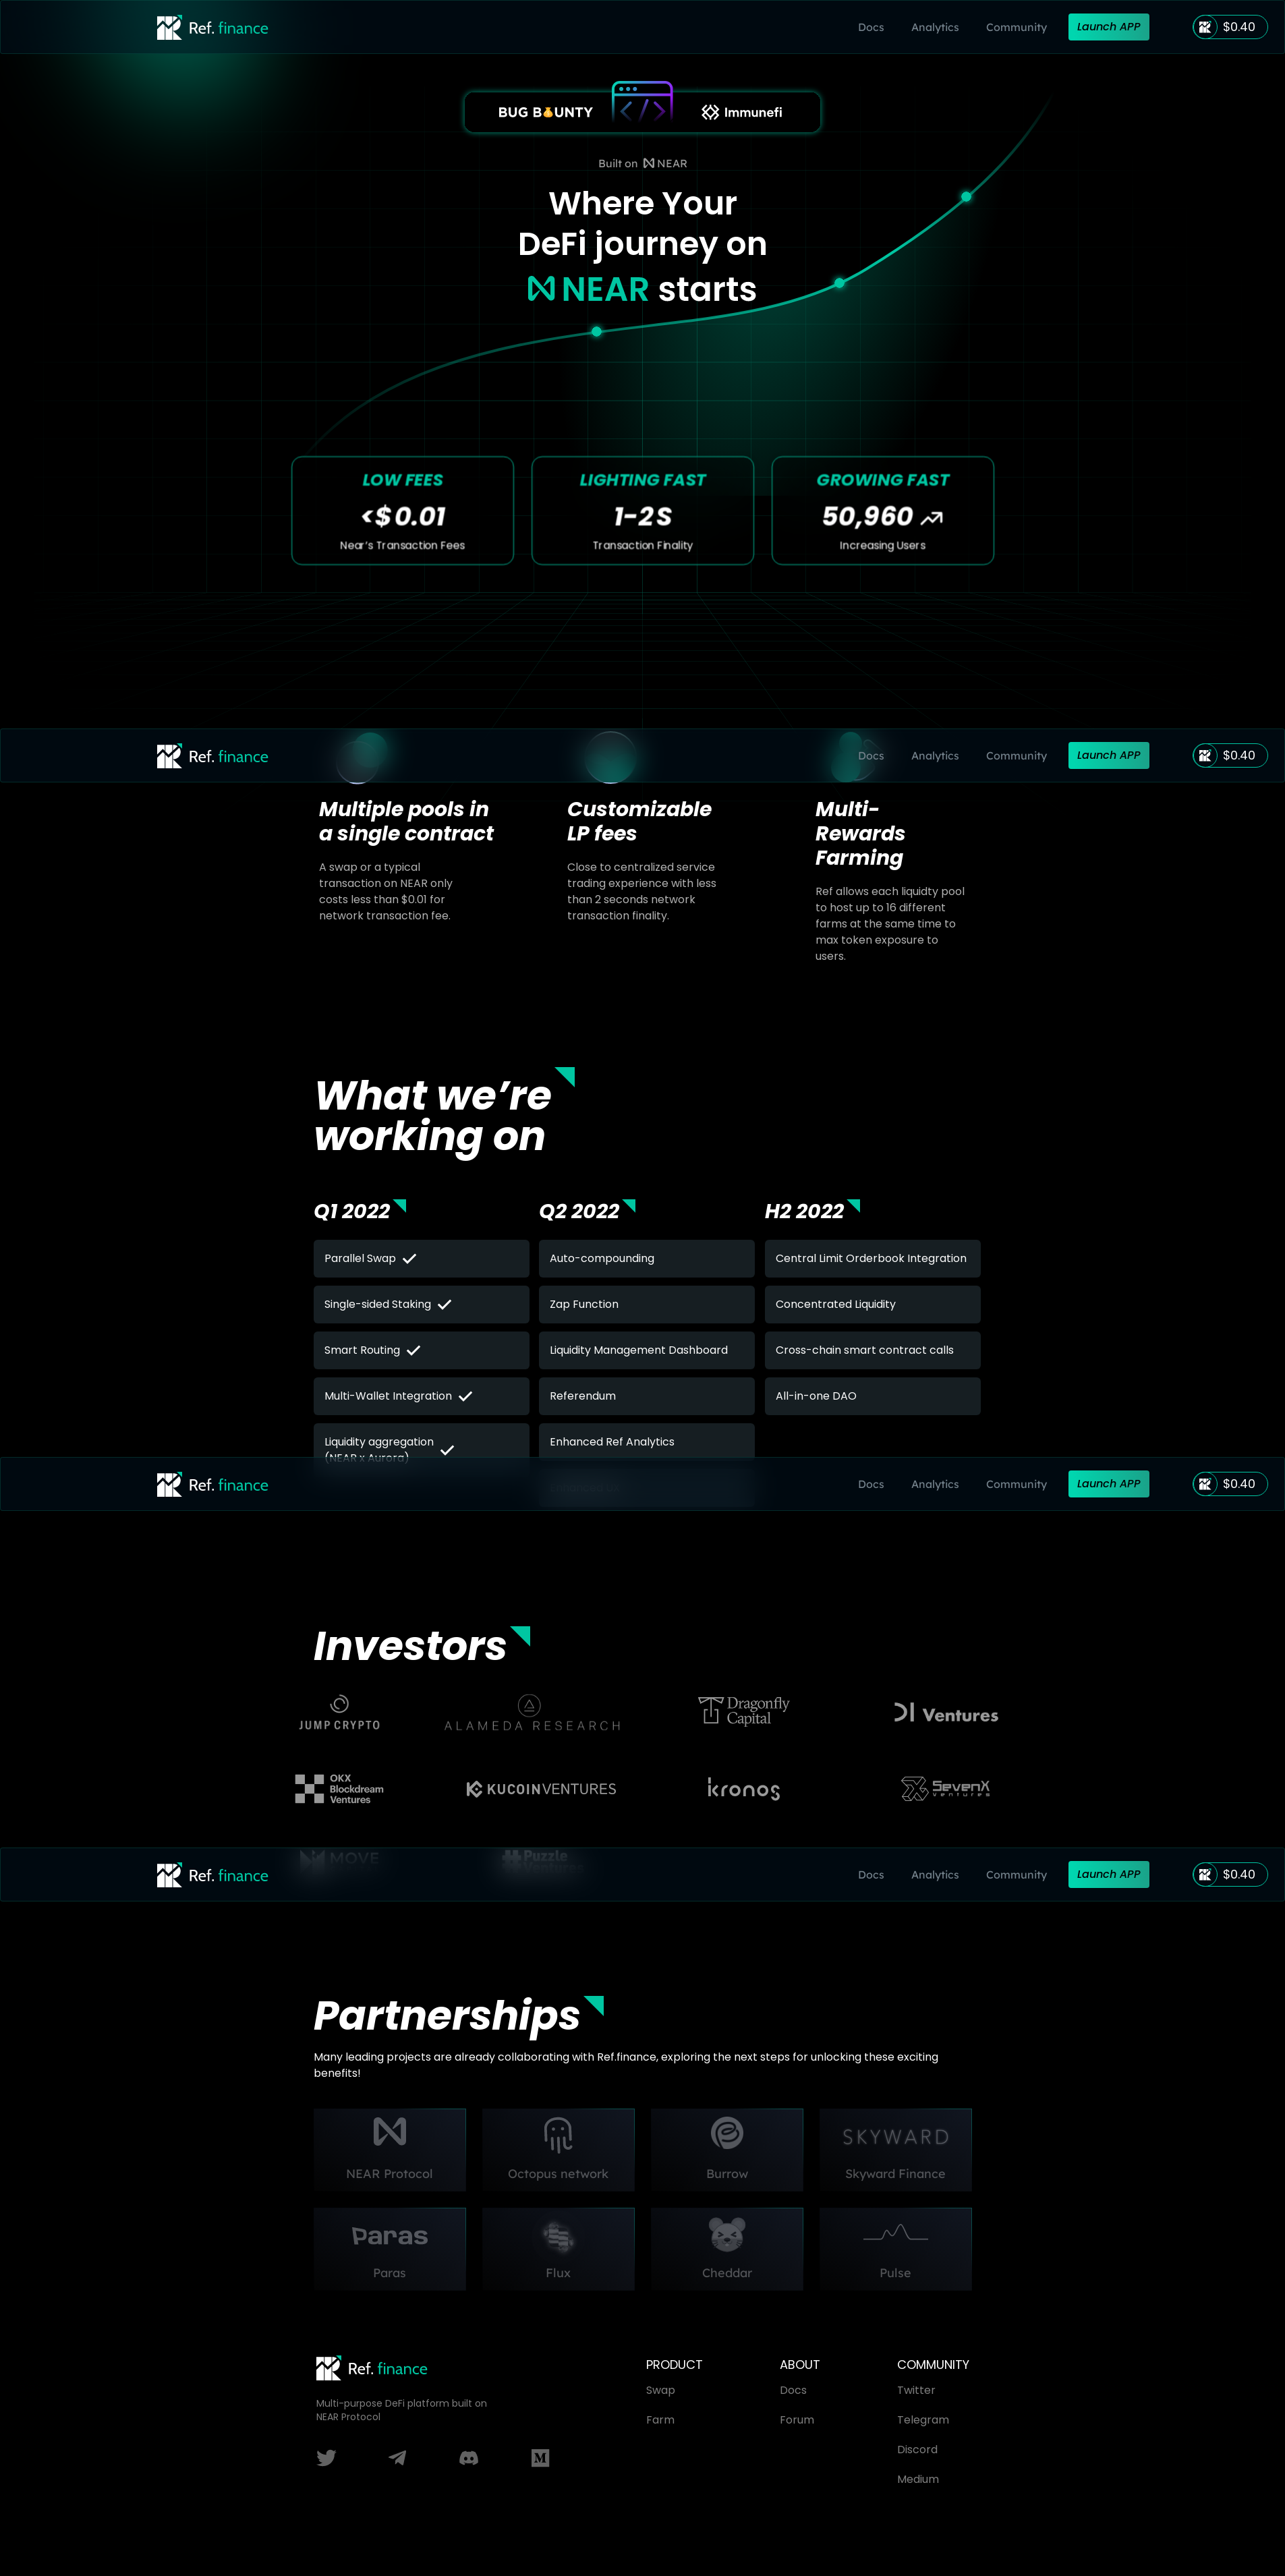 Ref. finance
Docs
Analytics
Community
Launch APP
$0.40
BUG BOUNTY
Immunefi
Built on NEAR
Where Your
DeFi journey on
NEAR starts
LOW FEES
<$0.01
Near's Transaction Fees
LIGHTING FAST
1-2S
Transaction Finality
GROWING FAST
50,960
Increasing Users
Ref. finance
Docs
Analytics
Community
Launch APP
$0.40
Multiple pools in
a single contract
A swap or a typical
transaction on NEAR only
costs less than $0.01 for
network transaction fee.
Customizable
LP fees
Close to centralized service
trading experience with less
than 2 seconds network
transaction finality.
Multi-
Rewards
Farming
Ref allows each liquidty pool
to host up to 16 different
farms at the same time to
max token exposure to
users.
What we're
working on
Q1 2022
Parallel Swap
Single-sided Staking
Smart Routing
Multi-Wallet Integration
Liquidity aggregation
(NEAR x Aurora)
Q2 2022
Auto-compounding
Zap Function
Liquidity Management Dashboard
Referendum
Enhanced Ref Analytics
H2 2022
Central Limit Orderbook Integration
Concentrated Liquidity
Cross-chain smart contract calls
All-in-one DAO
Ref. finance
Docs
Analytics
Community
Launch APP
$0.40
Investors
JUMP CRYPTO
ALAMEDA RESEARCH
Dragonfly
Capital
Ventures
OKX
Blockdream
Ventures
KUCOIN VENTURES
kronos
SevenX
ventures
MOVE
Puzzle
Ventures
Ref. finance
Docs
Analytics
Community
Launch APP
$0.40
Partnerships
Many leading projects are already collaborating with Ref.finance, exploring the next steps for unlocking these exciting
benefits!
NEAR Protocol
Octopus network
Burrow
SKYWARD
Skyward Finance
Paras
Paras
Flux
Cheddar
Pulse
Ref. finance
Multi-purpose DeFi platform built on
NEAR Protocol
PRODUCT
Swap
Farm
ABOUT
Docs
Forum
COMMUNITY
Twitter
Telegram
Discord
Medium